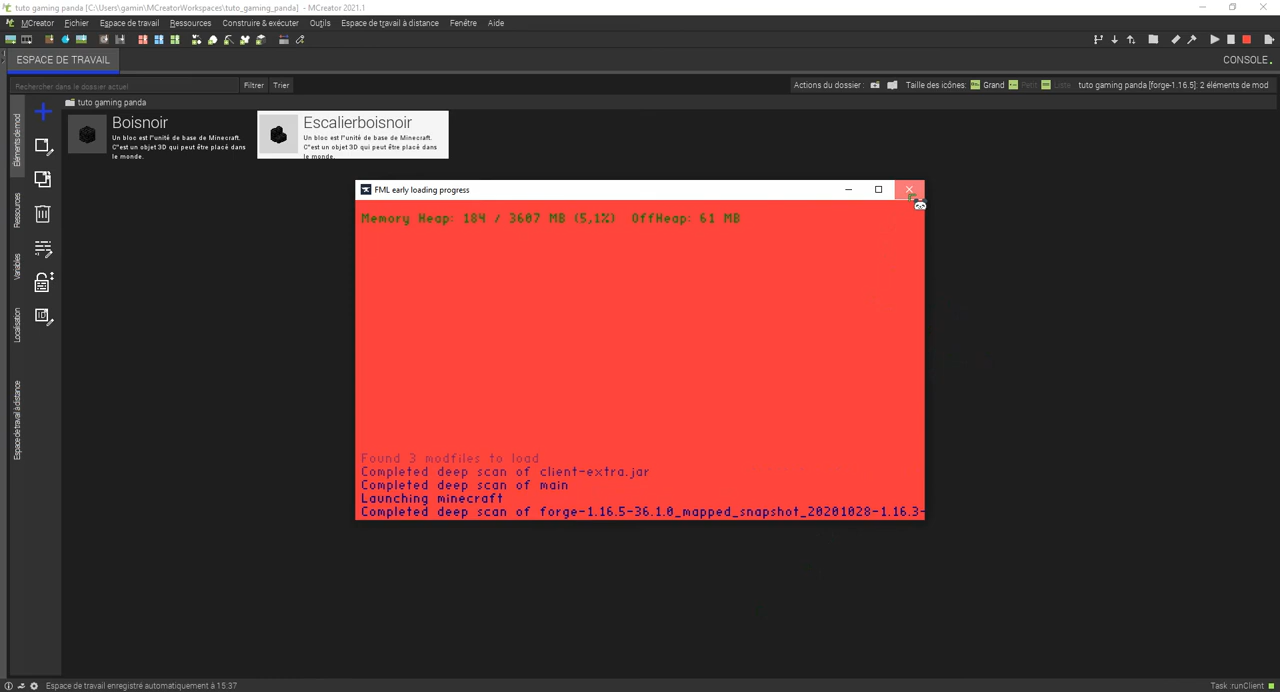 tuto gaming panda [C:\Users\gamin\MCreatorWorkspaces\tuto_gaming_panda] - MCreator 2021.1
MCreator Fichier Espace de travail Ressources Construire & exécuter Outils Espace de travail à distance Fenêtre Aide
ESPACE DE TRAVAIL
CONSOLE
Rechercher dans le dossier actuel
Filtrer
Trier
Actions du dossier :
Taille des icônes:
Grand
Petit
Liste
tuto gaming panda [forge-1.16.5]: 2 éléments de mod
tuto gaming panda
Éléments de mod
Ressources
Variables
Localisation
Espace de travail à distance
Boisnoir
Un bloc est l"unité de base de Minecraft.
C"est un objet 3D qui peut être placé dans
le monde.
Escalierboisnoir
Un bloc est l"unité de base de Minecraft.
C"est un objet 3D qui peut être placé dans
le monde.
FML early loading progress
Memory Heap: 184 / 3607 MB (5,1%) OffHeap: 61 MB
Found 3 modfiles to load
Completed deep scan of client-extra.jar
Completed deep scan of main
Launching minecraft
Completed deep scan of forge-1.16.5-36.1.0_mapped_snapshot_20201028-1.16.3-
Espace de travail enregistré automatiquement à 15:37
Task :runClient